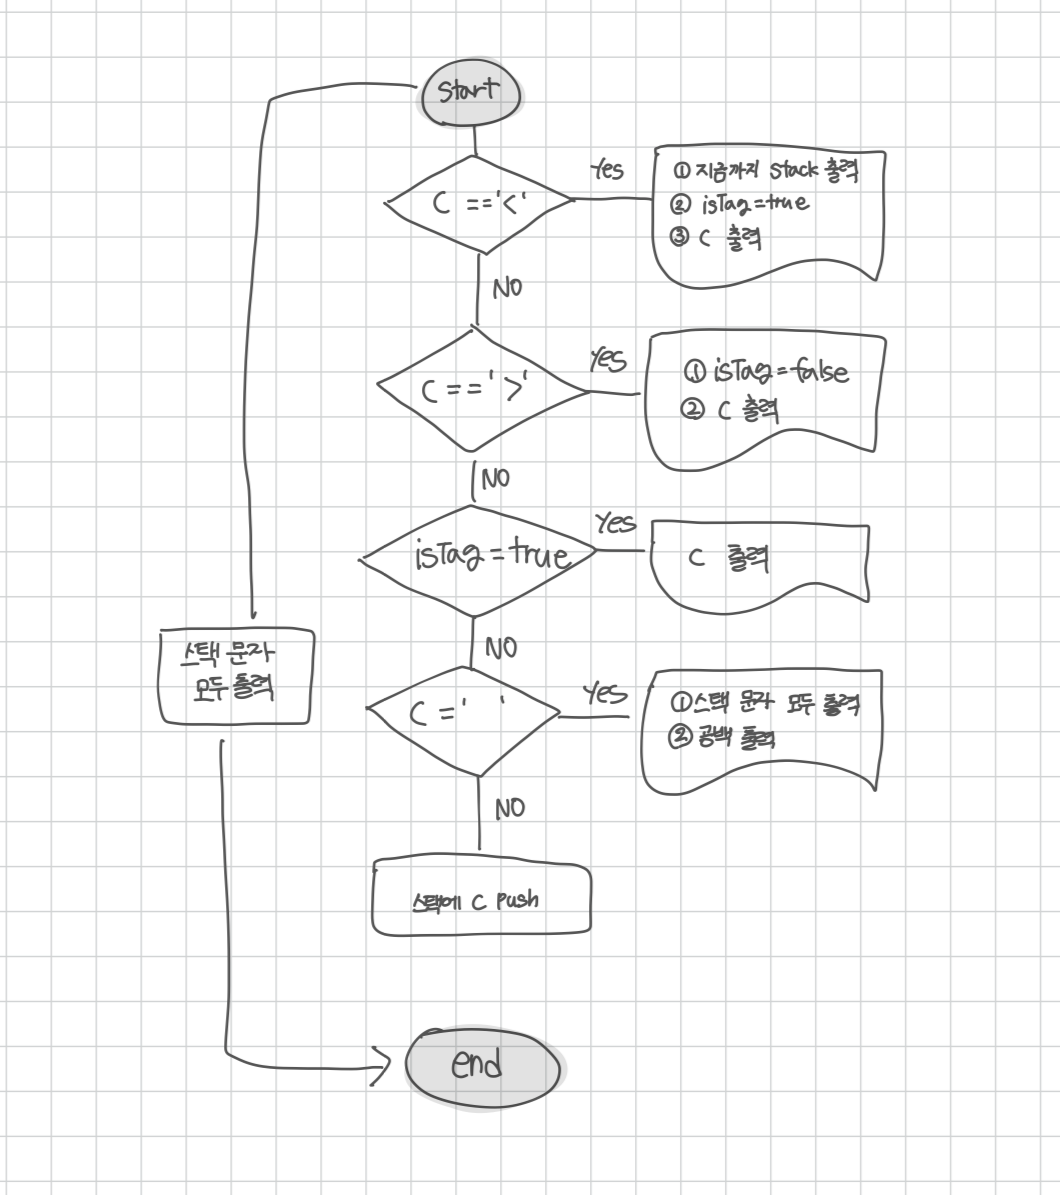 start
C =='<'
Yes
① 지금까지 stack 출력
② isTag=true
③ C 출력
NO
C =='>'
Yes
① isTag=false
② C 출력
NO
isTag=true
Yes
C 출력
NO
스택 문자
모두 출력
C =' '
Yes
①스택 문자 모두 출력
② 공백 출력
NO
스택에 C push
end